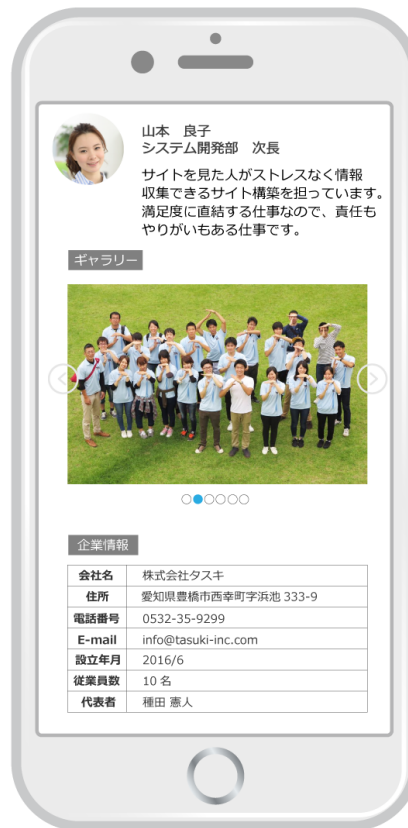 山本　良子
システム開発部　次長
サイトを見た人がストレスなく情報
収集できるサイト構築を担っています。
満足度に直結する仕事なので、責任も
やりがいもある仕事です。
ギャラリー
企業情報
会社名 株式会社タスキ
住所 愛知県豊橋市西幸町字浜池 333-9
電話番号 0532-35-9299
E-mail info@tasuki-inc.com
設立年月 2016/6
従業員数 10 名
代表者 種田 憲人